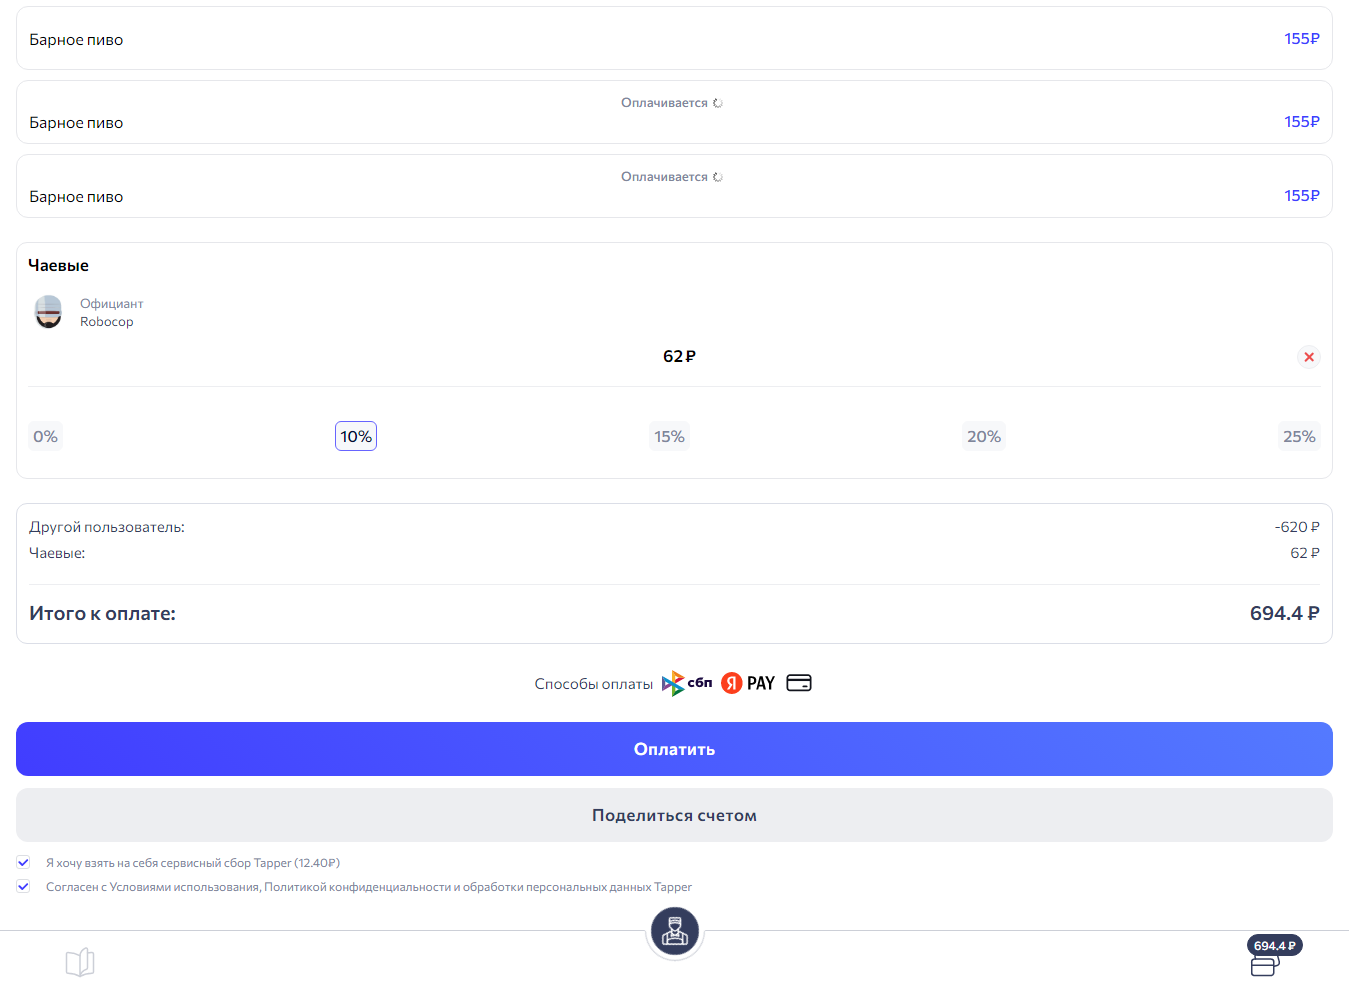 Барное пиво 155₽
Оплачивается
Барное пиво 155₽
Оплачивается
Барное пиво 155₽
Чаевые
Официант
Robocop
62 ₽
0% 10% 15% 20% 25%
Другой пользователь: -620 ₽
Чаевые: 62 ₽
Итого к оплате: 694.4 ₽
Способы оплаты сбп Я PAY
Оплатить
Поделиться счетом
Я хочу взять на себя сервисный сбор Tapper (12.40₽)
Согласен с Условиями использования, Политикой конфиденциальности и обработки персональных данных Tapper
694.4 ₽